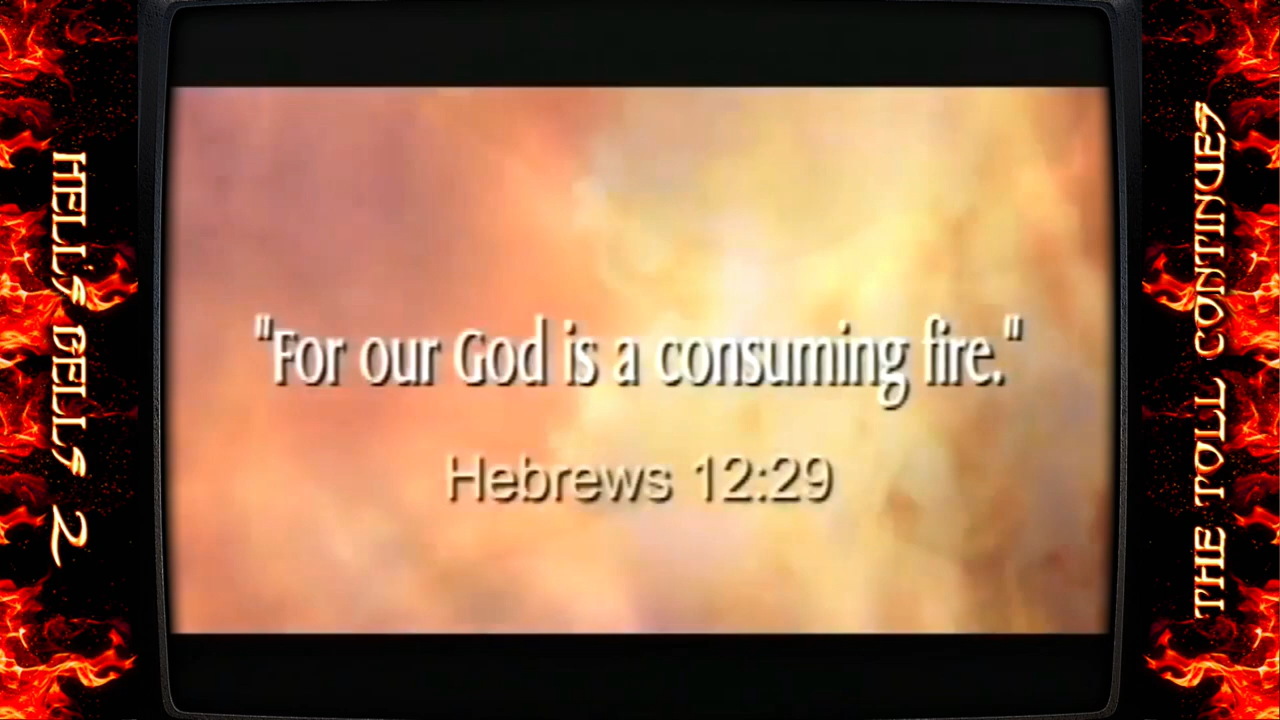 HELL'S BELLS 2
"For our God is a consuming fire."
Hebrews 12:29
THE TOLL CONTINUES